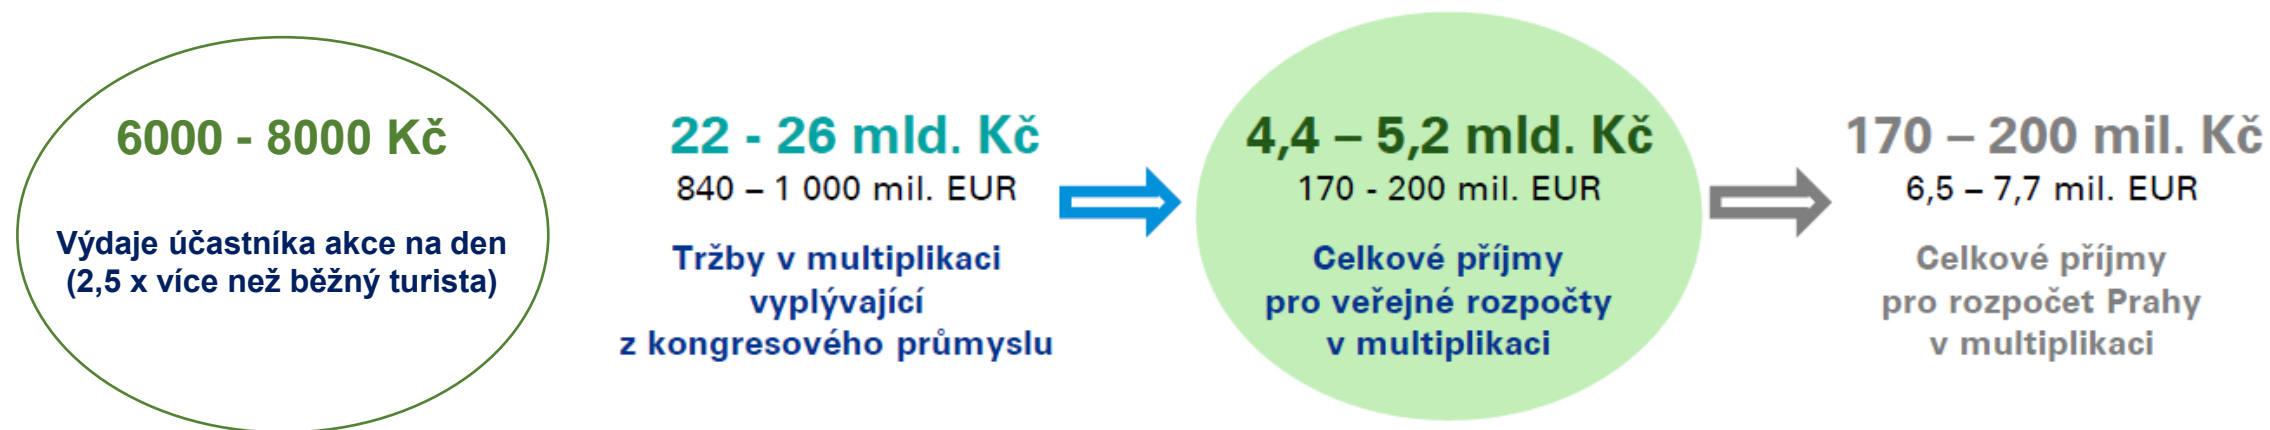 6000 - 8000 Kč
Výdaje účastníka akce na den
(2,5 x více než běžný turista)
22 - 26 mld. Kč
840 – 1 000 mil. EUR
Tržby v multiplikaci
vyplývající
z kongresového průmyslu
4,4 – 5,2 mld. Kč
170 - 200 mil. EUR
Celkové příjmy
pro veřejné rozpočty
v multiplikaci
170 – 200 mil. Kč
6,5 – 7,7 mil. EUR
Celkové příjmy
pro rozpočet Prahy
v multiplikaci